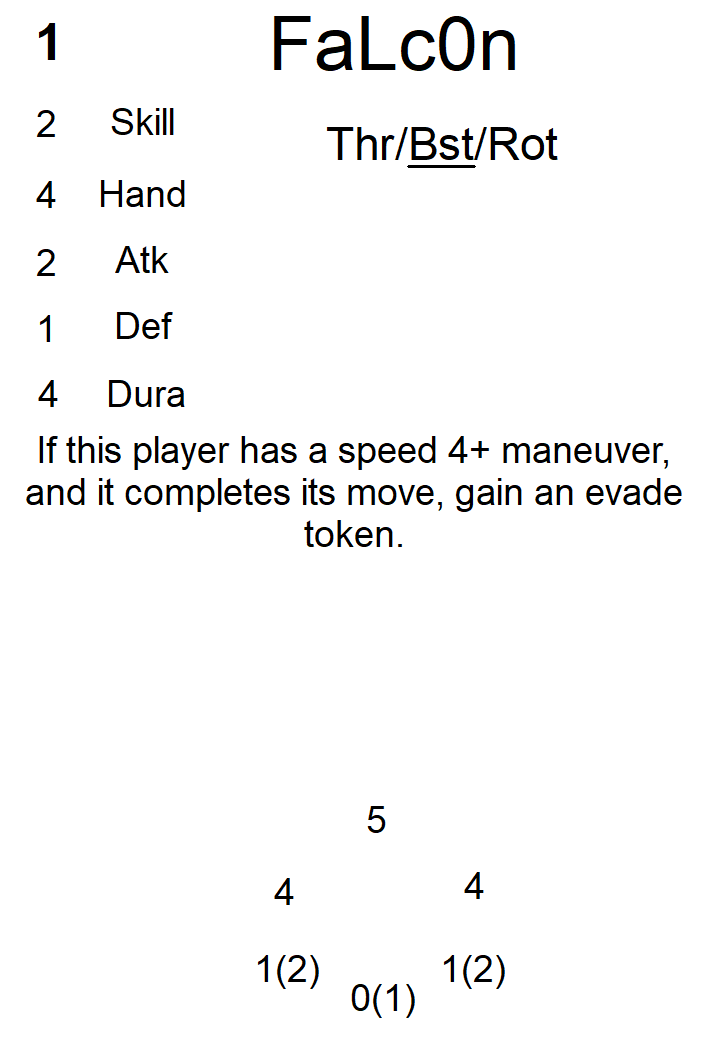 1 FaLc0n
2 Skill
Thr/Bst/Rot
4 Hand
2 Atk
1 Def
4 Dura
If this player has a speed 4+ maneuver,
and it completes its move, gain an evade
token.
5
4 4
1(2) 1(2)
0(1)